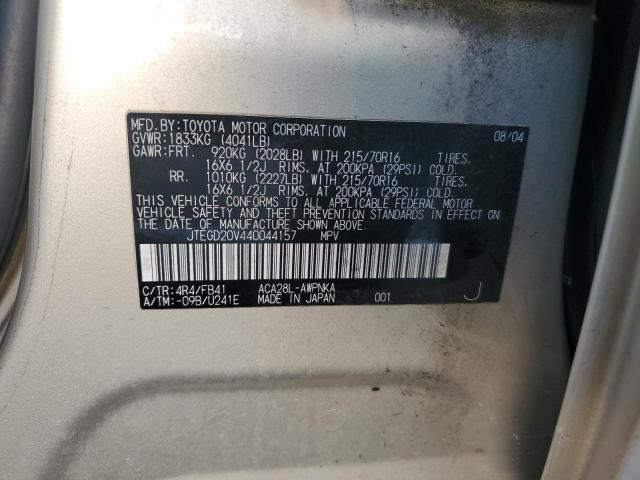 MFD.BY:TOYOTA MOTOR CORPORATION 08/04
GVWR:1833KG (4041LB)
GAWR:FRT. 920KG (2028LB) WITH 215/70R16 TIRES.
16X6 1/2J RIMS. AT 200KPA (29PSI) COLD.
RR. 1010KG (2227LB) WITH 215/70R16 TIRES.
16X6 1/2J RIMS. AT 200KPA (29PSI) COLD.
THIS VEHICLE CONFORMS TO ALL APPLICABLE FEDERAL MOTOR
VEHICLE SAFETY AND THEFT PREVENTION STANDARDS IN
EFFECT ON THE DATE OF MANUFACTURE SHOWN ABOVE.
JTEGD20V440044157 MPV
C/TR:4R4/FB41 ACA28L-AWPNKA
A/TM:-09B/U241E MADE IN JAPAN 001 J